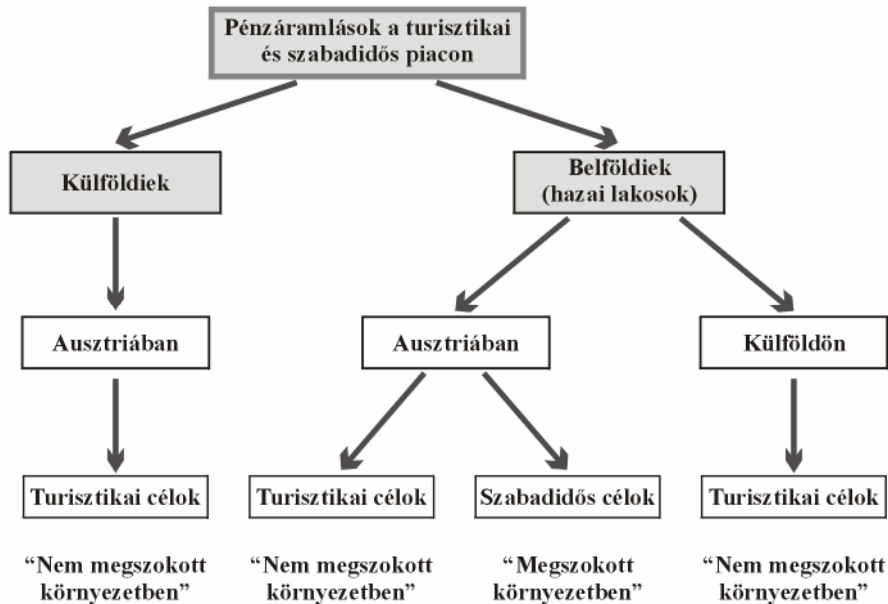 Pénzáramlások a turisztikai
és szabadidős piacon
Külföldiek
Belföldiek
(hazai lakosok)
Ausztriában
Ausztriában
Külföldön
Turisztikai célok
Turisztikai célok
Szabadidős célok
Turisztikai célok
“Nem megszokott
környezetben”
“Nem megszokott
környezetben”
“Megszokott
környezetben”
“Nem megszokott
környezetben”